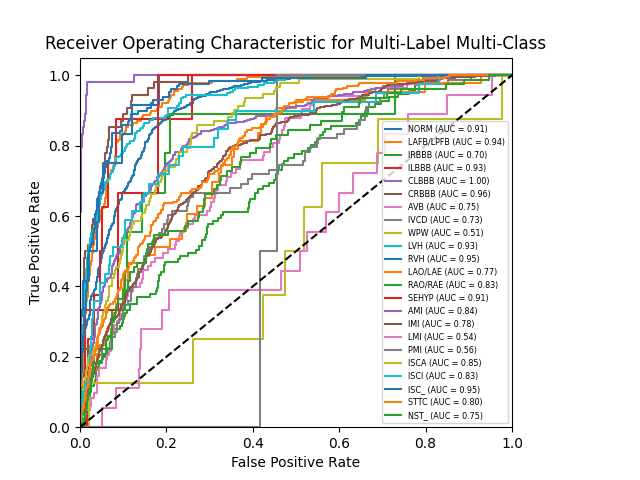 Receiver Operating Characteristic for Multi-Label Multi-Class
True Positive Rate
1.0
0.8
0.6
0.4
0.2
0.0
NORM (AUC = 0.91)
LAFB/LPFB (AUC = 0.94)
IRBBB (AUC = 0.70)
ILBBB (AUC = 0.93)
CLBBB (AUC = 1.00)
CRBBB (AUC = 0.96)
AVB (AUC = 0.75)
IVCD (AUC = 0.73)
WPW (AUC = 0.51)
LVH (AUC = 0.93)
RVH (AUC = 0.95)
LAO/LAE (AUC = 0.77)
RAO/RAE (AUC = 0.83)
SEHYP (AUC = 0.91)
AMI (AUC = 0.84)
IMI (AUC = 0.78)
LMI (AUC = 0.54)
PMI (AUC = 0.56)
ISCA (AUC = 0.85)
ISCI (AUC = 0.83)
ISC_ (AUC = 0.95)
STTC (AUC = 0.80)
NST_ (AUC = 0.75)
0.0 0.2 0.4 0.6 0.8 1.0
False Positive Rate